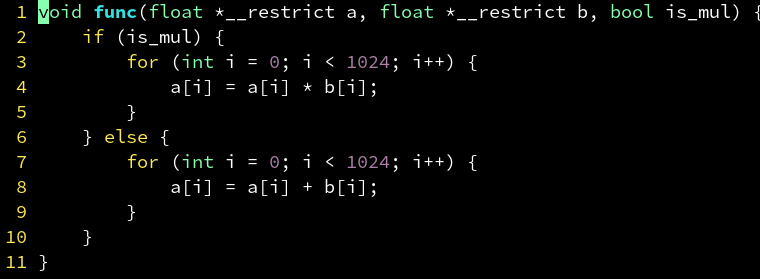 1 void func(float *__restrict a, float *__restrict b, bool is_mul) {
2     if (is_mul) {
3         for (int i = 0; i < 1024; i++) {
4             a[i] = a[i] * b[i];
5         }
6     } else {
7         for (int i = 0; i < 1024; i++) {
8             a[i] = a[i] + b[i];
9         }
10     }
11 }